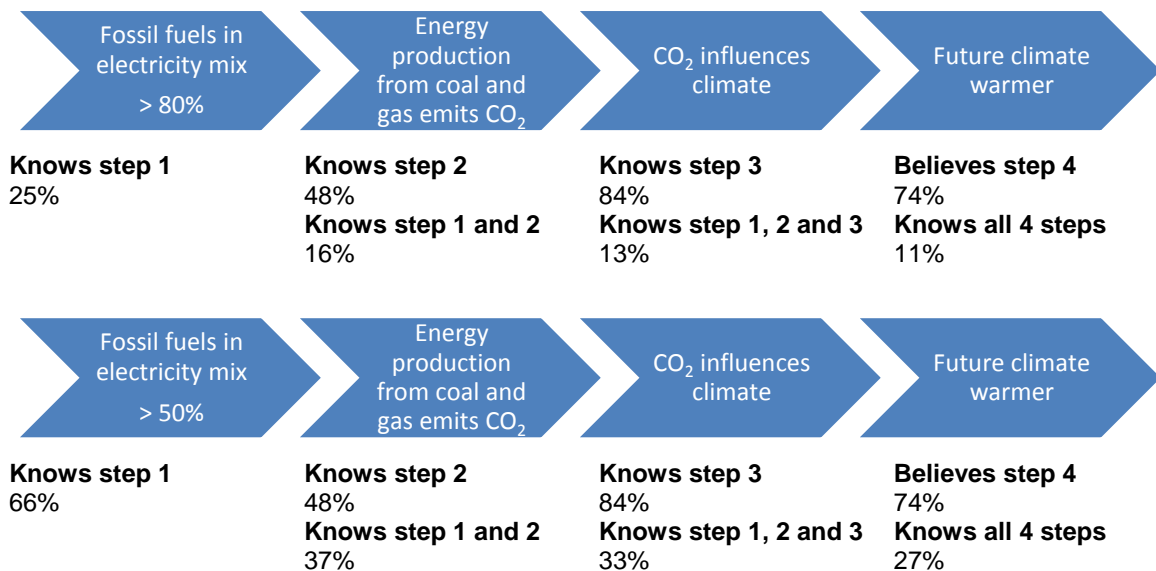 Fossil fuels in
electricity mix
> 80%
Energy
production
from coal and
gas emits CO₂
CO₂ influences
climate
Future climate
warmer
Knows step 1
25%
Knows step 2
48%
Knows step 1 and 2
16%
Knows step 3
84%
Knows step 1, 2 and 3
13%
Believes step 4
74%
Knows all 4 steps
11%
Fossil fuels in
electricity mix
> 50%
Energy
production
from coal and
gas emits CO₂
CO₂ influences
climate
Future climate
warmer
Knows step 1
66%
Knows step 2
48%
Knows step 1 and 2
37%
Knows step 3
84%
Knows step 1, 2 and 3
33%
Believes step 4
74%
Knows all 4 steps
27%